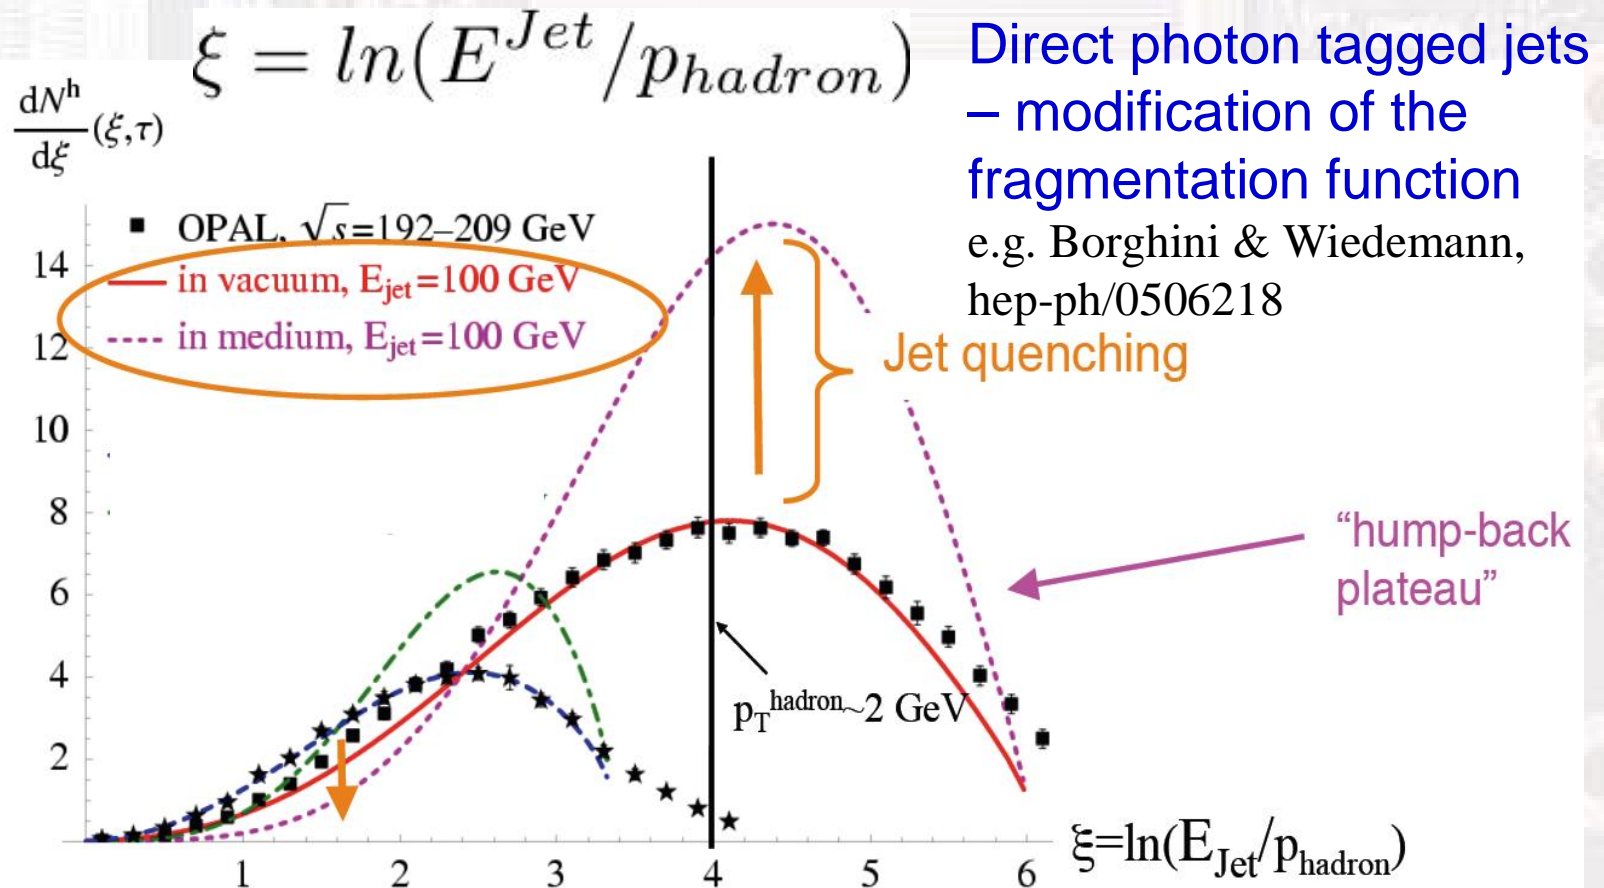 ξ = ln(E^Jet/p_hadron)
Direct photon tagged jets
– modification of the
fragmentation function
e.g. Borghini & Wiedemann,
hep-ph/0506218
dN^h/dξ (ξ,τ)
OPAL, √s=192–209 GeV
in vacuum, E_jet=100 GeV
in medium, E_jet=100 GeV
Jet quenching
"hump-back
plateau"
p_T^hadron~2 GeV
14
12
10
8
6
4
2
1 2 3 4 5 6
ξ=ln(E_Jet/p_hadron)